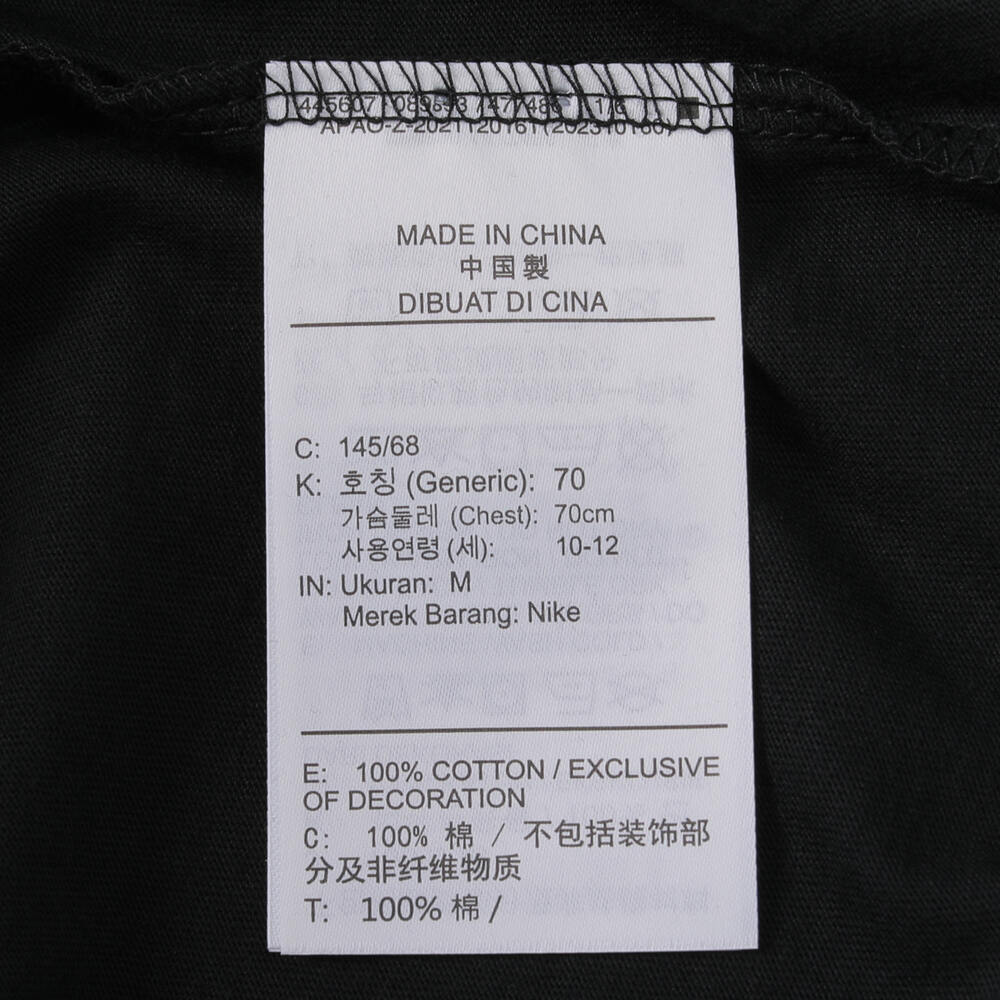 MADE IN CHINA
中国製
DIBUAT DI CINA
C: 145/68
K: 호칭 (Generic): 70
가슴둘레 (Chest): 70cm
사용연령 (세): 10-12
IN: Ukuran: M
Merek Barang: Nike
E: 100% COTTON / EXCLUSIVE
OF DECORATION
C: 100% 棉 / 不包括装饰部
分及非纤维物质
T: 100% 棉 /